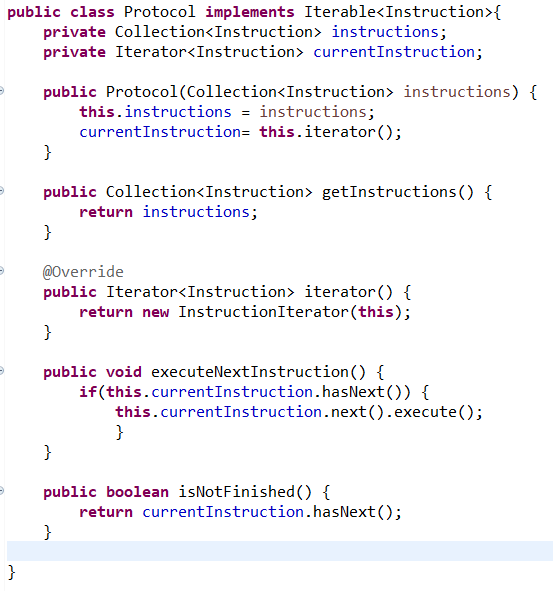 public class Protocol implements Iterable<Instruction>{
    private Collection<Instruction> instructions;
    private Iterator<Instruction> currentInstruction;

    public Protocol(Collection<Instruction> instructions) {
        this.instructions = instructions;
        currentInstruction= this.iterator();
    }

    public Collection<Instruction> getInstructions() {
        return instructions;
    }

    @Override
    public Iterator<Instruction> iterator() {
        return new InstructionIterator(this);
    }

    public void executeNextInstruction() {
        if(this.currentInstruction.hasNext()) {
            this.currentInstruction.next().execute();
            }
    }

    public boolean isNotFinished() {
        return currentInstruction.hasNext();
    }

}